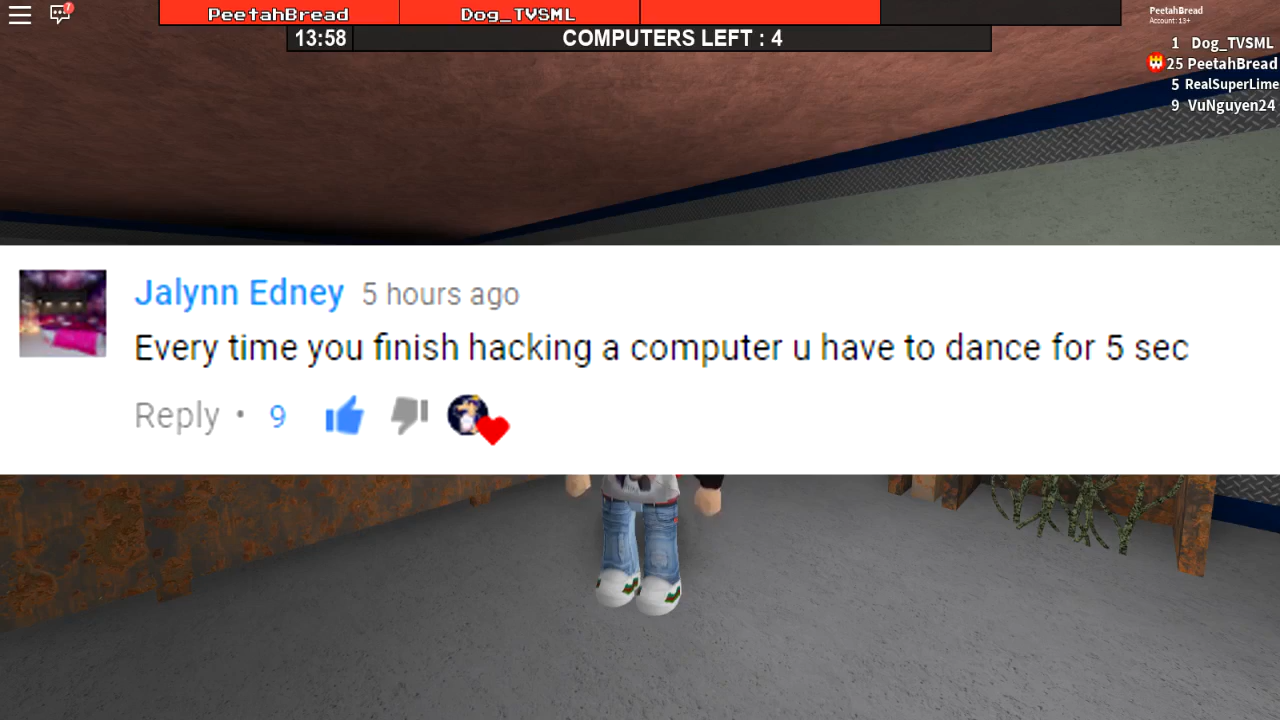 PeetahBread Dog_TVSML
13:58 COMPUTERS LEFT : 4
7
PeetahBread
Account: 13+
1 Dog_TVSML
25 PeetahBread
5 RealSuperLime
9 VuNguyen24
Jalynn Edney 5 hours ago
Every time you finish hacking a computer u have to dance for 5 sec
Reply • 9